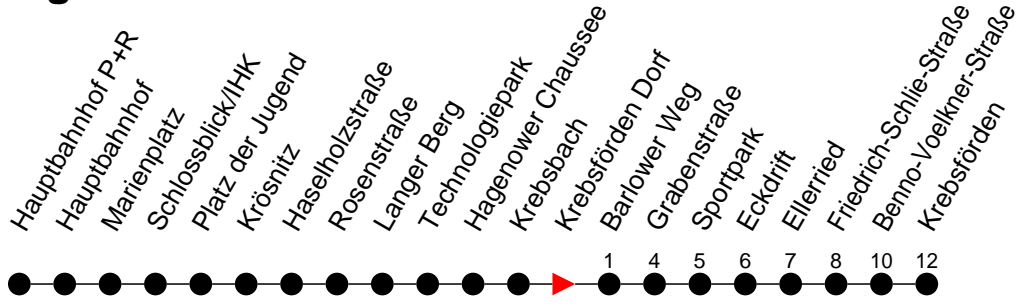 Hauptbahnhof P+R
Hauptbahnhof
Marienplatz
Schlossblick/IHK
Platz der Jugend
Krösnitz
Haselholzstraße
Rosenstraße
Langer Berg
Technologiepark
Hagenower Chaussee
Krebsbach
Krebsförden Dorf
Barlower Weg
Grabenstraße
Sportpark
Eckdrift
Ellerried
Friedrich-Schlie-Straße
Benno-Voelkner-Straße
Krebsförden
1 4 5 6 7 8 10 12